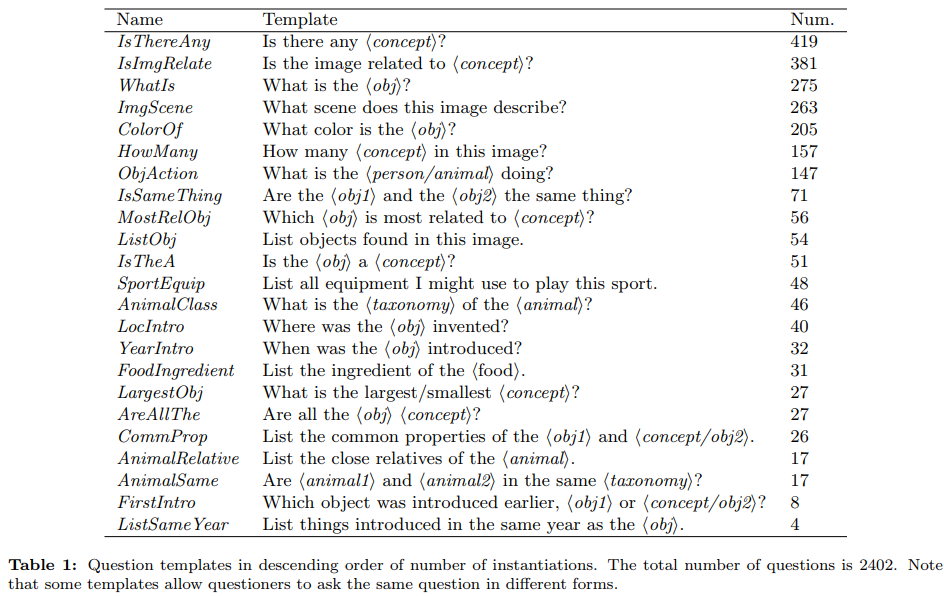 Name Template Num.
IsThereAny Is there any ⟨concept⟩? 419
IsImgRelate Is the image related to ⟨concept⟩? 381
WhatIs What is the ⟨obj⟩? 275
ImgScene What scene does this image describe? 263
ColorOf What color is the ⟨obj⟩? 205
HowMany How many ⟨concept⟩ in this image? 157
ObjAction What is the ⟨person/animal⟩ doing? 147
IsSameThing Are the ⟨obj1⟩ and the ⟨obj2⟩ the same thing? 71
MostRelObj Which ⟨obj⟩ is most related to ⟨concept⟩? 56
ListObj List objects found in this image. 54
IsTheA Is the ⟨obj⟩ a ⟨concept⟩? 51
SportEquip List all equipment I might use to play this sport. 48
AnimalClass What is the ⟨taxonomy⟩ of the ⟨animal⟩? 46
LocIntro Where was the ⟨obj⟩ invented? 40
YearIntro When was the ⟨obj⟩ introduced? 32
FoodIngredient List the ingredient of the ⟨food⟩. 31
LargestObj What is the largest/smallest ⟨concept⟩? 27
AreAllThe Are all the ⟨obj⟩ ⟨concept⟩? 27
CommProp List the common properties of the ⟨obj1⟩ and ⟨concept/obj2⟩. 26
AnimalRelative List the close relatives of the ⟨animal⟩. 17
AnimalSame Are ⟨animal1⟩ and ⟨animal2⟩ in the same ⟨taxonomy⟩? 17
FirstIntro Which object was introduced earlier, ⟨obj1⟩ or ⟨concept/obj2⟩? 8
ListSameYear List things introduced in the same year as the ⟨obj⟩. 4
Table 1: Question templates in descending order of number of instantiations. The total number of questions is 2402. Note
that some templates allow questioners to ask the same question in different forms.